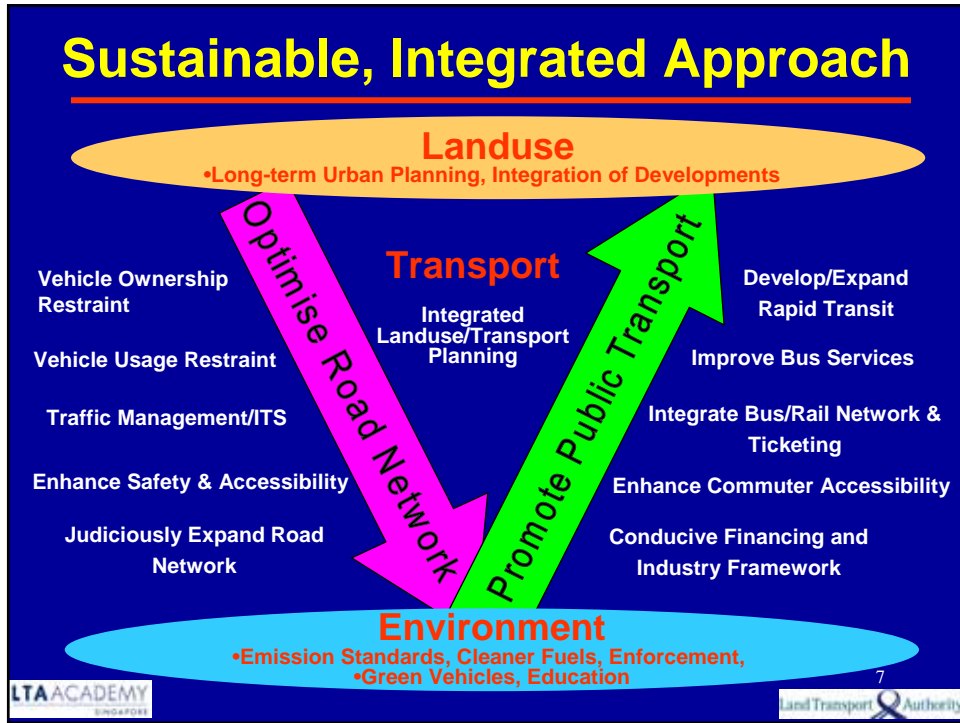 Sustainable, Integrated Approach
Landuse
•Long-term Urban Planning, Integration of Developments
Optimise Road Network
Transport
Integrated
Landuse/Transport
Planning
Promote Public Transport
Vehicle Ownership
Restraint
Vehicle Usage Restraint
Traffic Management/ITS
Enhance Safety & Accessibility
Judiciously Expand Road
Network
Develop/Expand
Rapid Transit
Improve Bus Services
Integrate Bus/Rail Network &
Ticketing
Enhance Commuter Accessibility
Conducive Financing and
Industry Framework
Environment
•Emission Standards, Cleaner Fuels, Enforcement,
•Green Vehicles, Education
7
LTA ACADEMY
SINGAPORE
Land Transport Authority